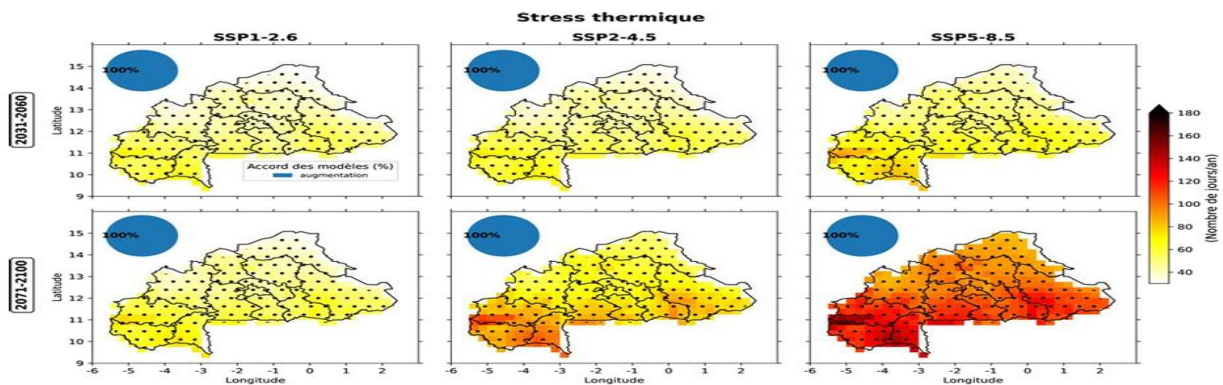 Stress thermique
SSP1-2.6
SSP2-4.5
SSP5-8.5
2031-2060
Latitude
15
14
13
12
11
10
9
100%
Accord des modèles (%)
augmentation
100%
100%
180
160
140
120
100
80
60
40
(Nombre de jours/an)
2071-2100
Latitude
15
14
13
12
11
10
9
100%
100%
100%
-6 -5 -4 -3 -2 -1 0 1 2
Longitude
-6 -5 -4 -3 -2 -1 0 1 2
Longitude
-6 -5 -4 -3 -2 -1 0 1 2
Longitude